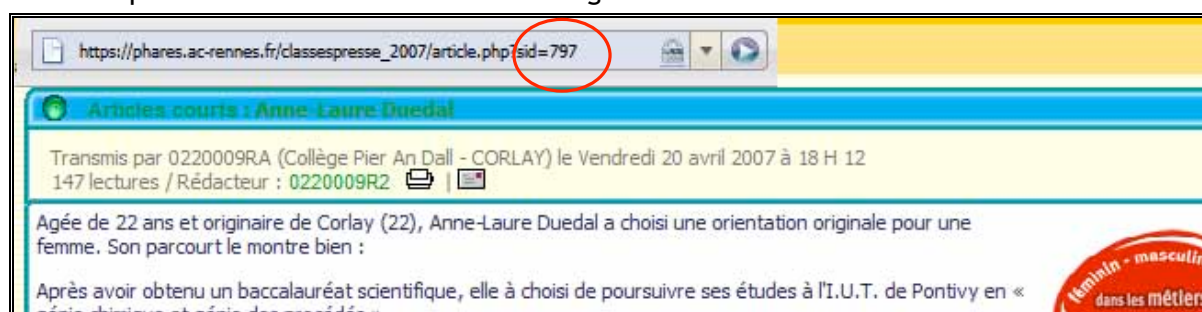 https://phares.ac-rennes.fr/classespresse_2007/article.php?sid=797
Articles courts : Anne-Laure Duedal
Transmis par 0220009RA (Collège Pier An Dall - CORLAY) le Vendredi 20 avril 2007 à 18 H 12
147 lectures / Rédacteur : 0220009R2 |
Agée de 22 ans et originaire de Corlay (22), Anne-Laure Duedal a choisi une orientation originale pour une
femme. Son parcourt le montre bien :
Après avoir obtenu un baccalauréat scientifique, elle à choisi de poursuivre ses études à l'I.U.T. de Pontivy en «
féminin - masculin
dans les métiers